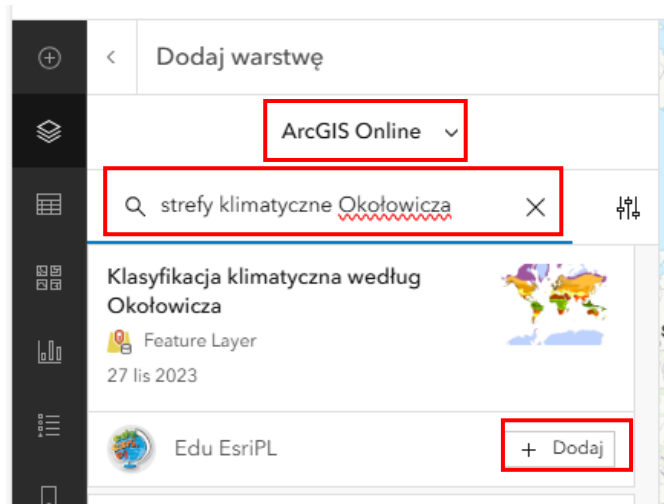 Dodaj warstwę
ArcGIS Online
strefy klimatyczne Okołowicza
Klasyfikacja klimatyczna według
Okołowicza
Feature Layer
27 lis 2023
Edu EsriPL
+ Dodaj